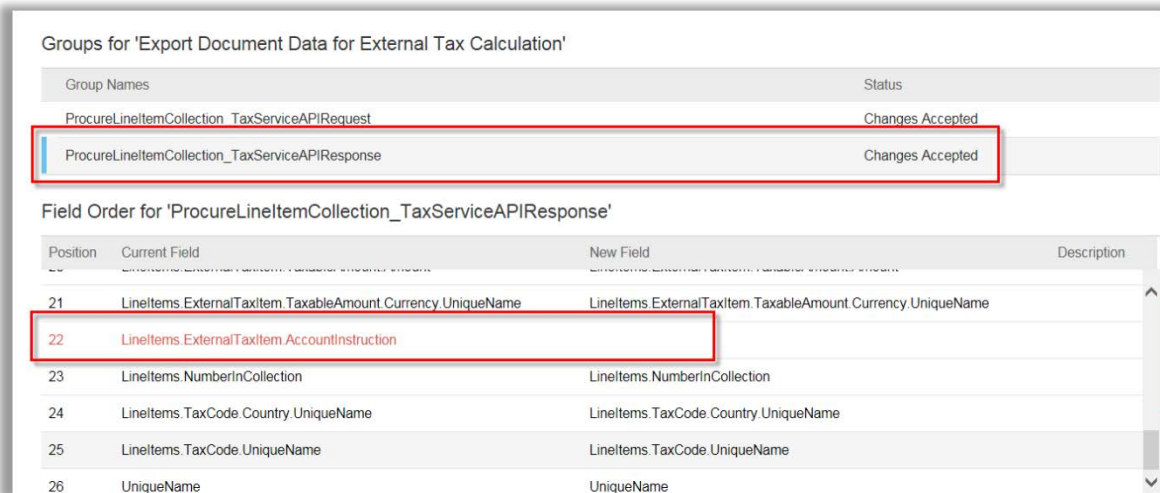 Groups for 'Export Document Data for External Tax Calculation'
Group Names Status
ProcureLineItemCollection_TaxServiceAPIRequest Changes Accepted
ProcureLineItemCollection_TaxServiceAPIResponse Changes Accepted
Field Order for 'ProcureLineItemCollection_TaxServiceAPIResponse'
Position Current Field New Field Description
21 LineItems.ExternalTaxItem.TaxableAmount.Currency.UniqueName LineItems.ExternalTaxItem.TaxableAmount.Currency.UniqueName
22 LineItems.ExternalTaxItem.AccountInstruction
23 LineItems.NumberInCollection LineItems.NumberInCollection
24 LineItems.TaxCode.Country.UniqueName LineItems.TaxCode.Country.UniqueName
25 LineItems.TaxCode.UniqueName LineItems.TaxCode.UniqueName
26 UniqueName UniqueName